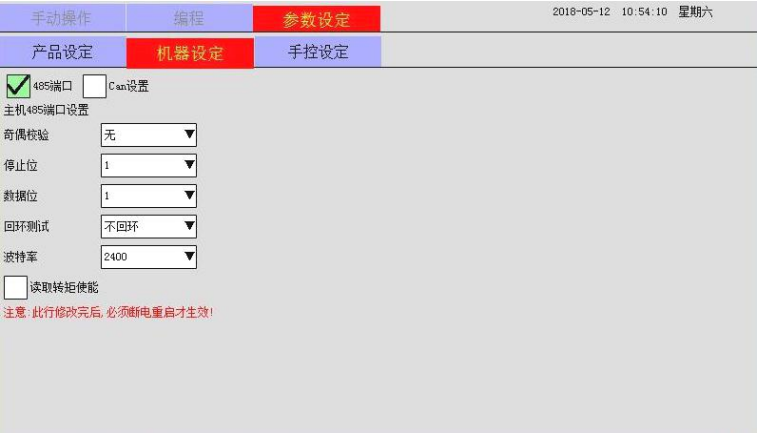 手动操作 编程 参数设定 2018-05-12 10:54:10 星期六
产品设定 机器设定 手控设定
485端口 Can设置
主机485端口设置
奇偶校验 无
停止位 1
数据位 1
回环测试 不回环
波特率 2400
读取转矩使能
注意:此行修改完后,必须断电重启才生效!